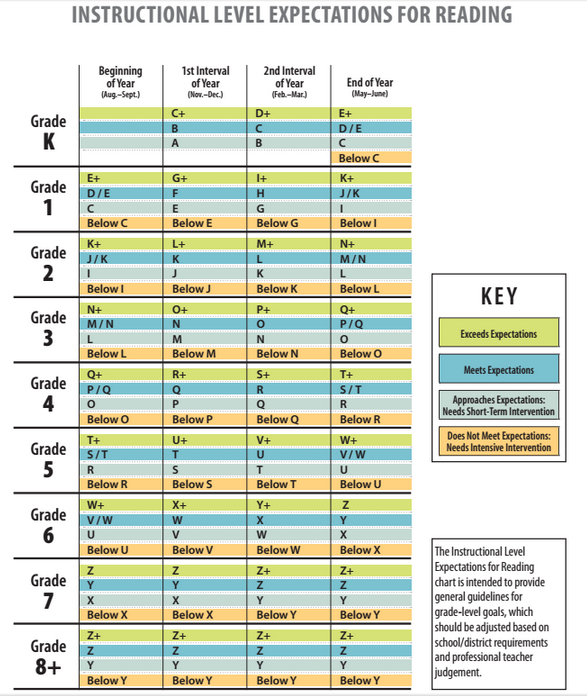 INSTRUCTIONAL LEVEL EXPECTATIONS FOR READING
Beginning of Year (Aug.–Sept.) 1st Interval of Year (Nov.–Dec.) 2nd Interval of Year (Feb.–Mar.) End of Year (May–June)
Grade K
C+ D+ E+
B C D / E
A B C
Below C
Grade 1
E+ G+ I+ K+
D / E F H J / K
C E G I
Below C Below E Below G Below I
Grade 2
K+ L+ M+ N+
J / K K L M / N
I J K L
Below I Below J Below K Below L
Grade 3
N+ O+ P+ Q+
M / N N O P / Q
L M N O
Below L Below M Below N Below O
Grade 4
Q+ R+ S+ T+
P / Q Q R S / T
O P Q R
Below O Below P Below Q Below R
Grade 5
T+ U+ V+ W+
S / T T U V / W
R S T U
Below R Below S Below T Below U
Grade 6
W+ X+ Y+ Z
V / W W X Y
U V W X
Below U Below V Below W Below X
Grade 7
Z Z Z+ Z+
Y Y Z Z
X X Y Y
Below X Below X Below Y Below Y
Grade 8+
Z+ Z+ Z+ Z+
Z Z Z Z
Y Y Y Y
Below Y Below Y Below Y Below Y
KEY
Exceeds Expectations
Meets Expectations
Approaches Expectations:
Needs Short-Term Intervention
Does Not Meet Expectations:
Needs Intensive Intervention
The Instructional Level
Expectations for Reading
chart is intended to provide
general guidelines for
grade-level goals, which
should be adjusted based on
school/district requirements
and professional teacher
judgement.